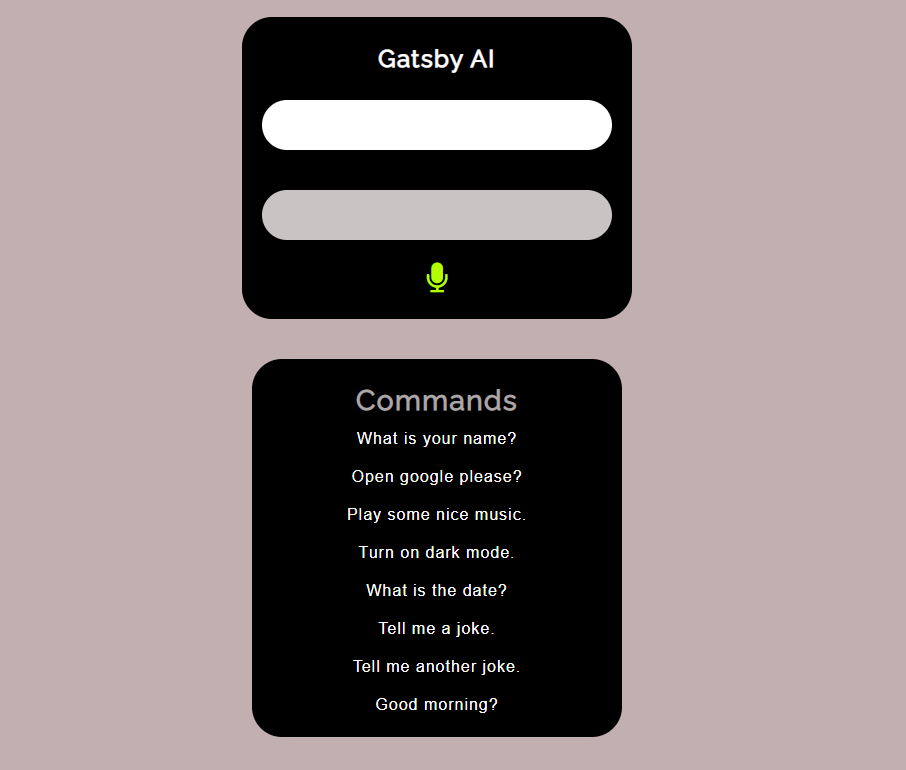 Gatsby AI
Commands
What is your name?
Open google please?
Play some nice music.
Turn on dark mode.
What is the date?
Tell me a joke.
Tell me another joke.
Good morning?